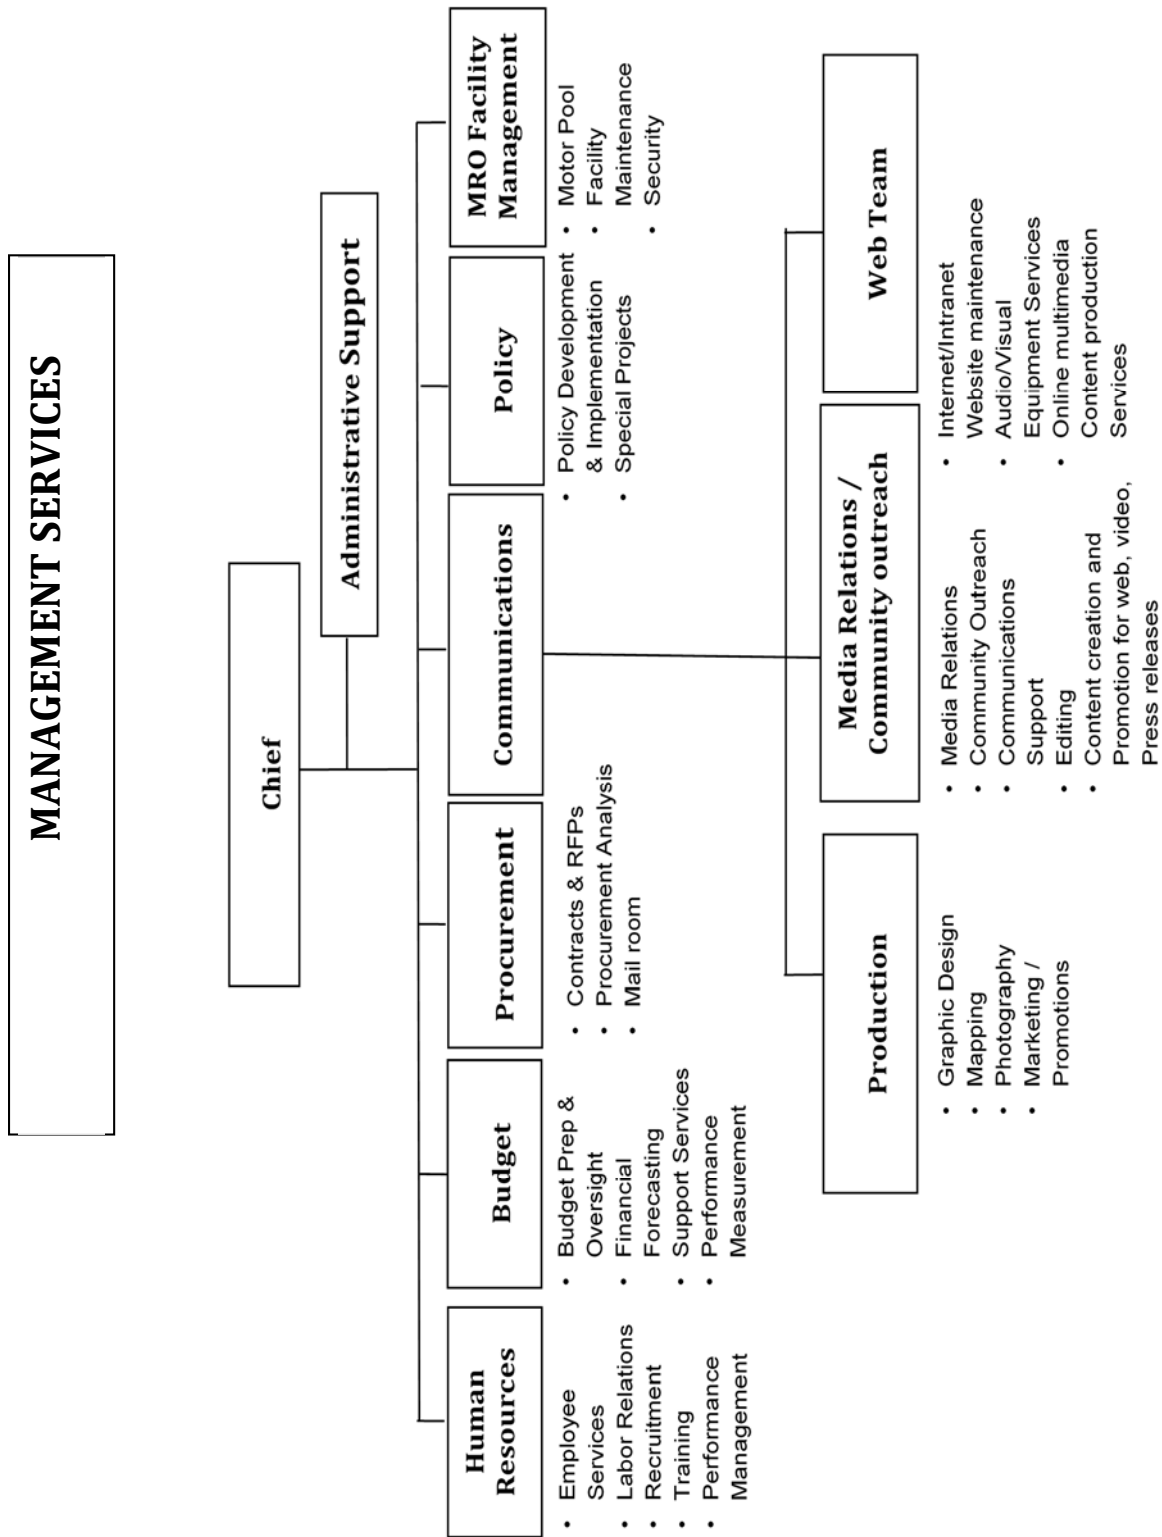 MANAGEMENT SERVICES
Chief
Administrative Support
Human
Resources
• Employee
Services
• Labor Relations
• Recruitment
• Training
• Performance
Management
Budget
• Budget Prep &
Oversight
• Financial
Forecasting
• Support Services
• Performance
Measurement
Procurement
• Contracts & RFPs
• Procurement Analysis
• Mail room
Communications
Policy
• Policy Development
& Implementation
• Special Projects
MRO Facility
Management
• Motor Pool
• Facility
Maintenance
• Security
Production
• Graphic Design
• Mapping
• Photography
• Marketing /
Promotions
Media Relations /
Community outreach
• Media Relations
• Community Outreach
• Communications
Support
• Editing
• Content creation and
Promotion for web, video,
Press releases
Web Team
• Internet/Intranet
Website maintenance
• Audio/Visual
Equipment Services
• Online multimedia
Content production
Services